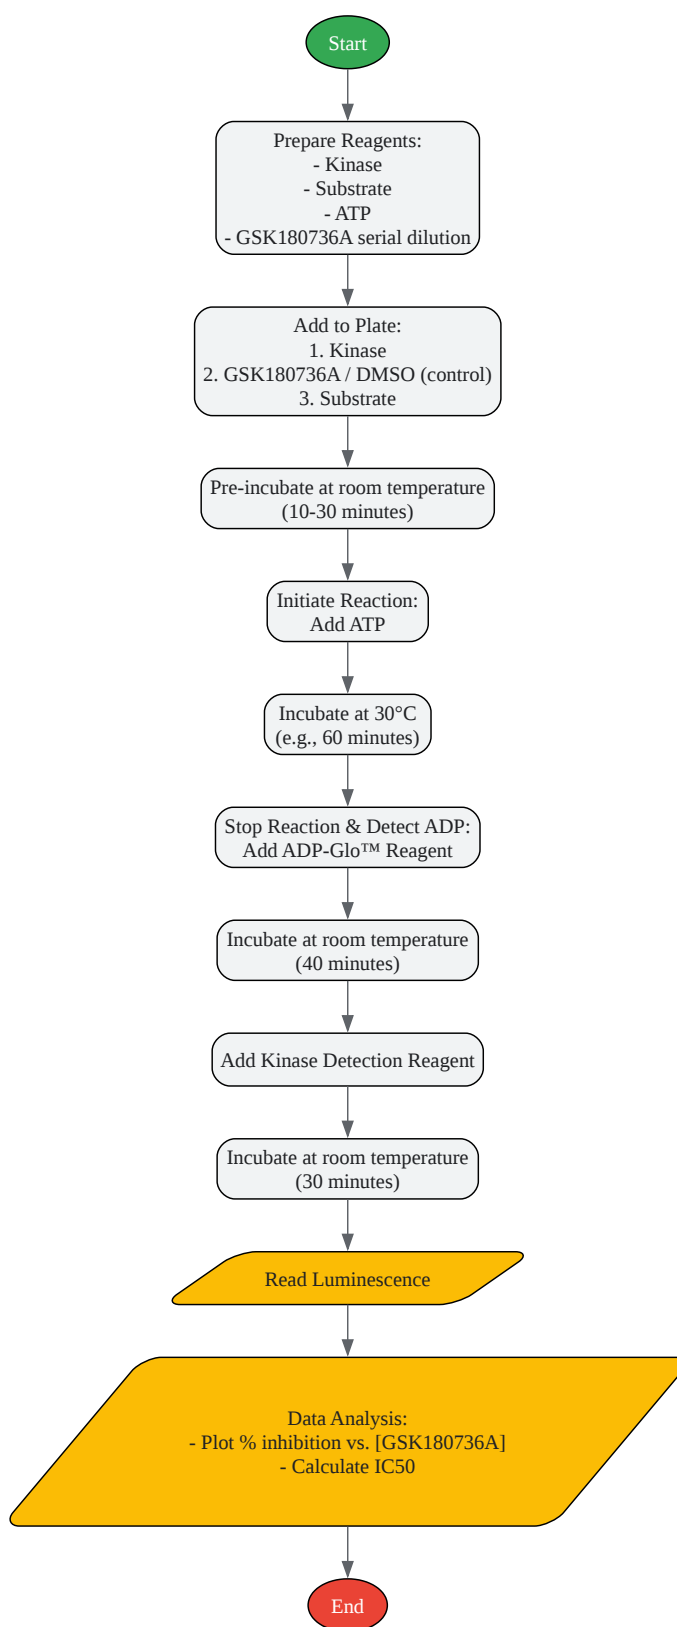 Start
Prepare Reagents:
- Kinase
- Substrate
- ATP
- GSK180736A serial dilution
Add to Plate:
1. Kinase
2. GSK180736A / DMSO (control)
3. Substrate
Pre-incubate at room temperature
(10-30 minutes)
Initiate Reaction:
Add ATP
Incubate at 30°C
(e.g., 60 minutes)
Stop Reaction & Detect ADP:
Add ADP-Glo™ Reagent
Incubate at room temperature
(40 minutes)
Add Kinase Detection Reagent
Incubate at room temperature
(30 minutes)
Read Luminescence
Data Analysis:
- Plot % inhibition vs. [GSK180736A]
- Calculate IC50
End